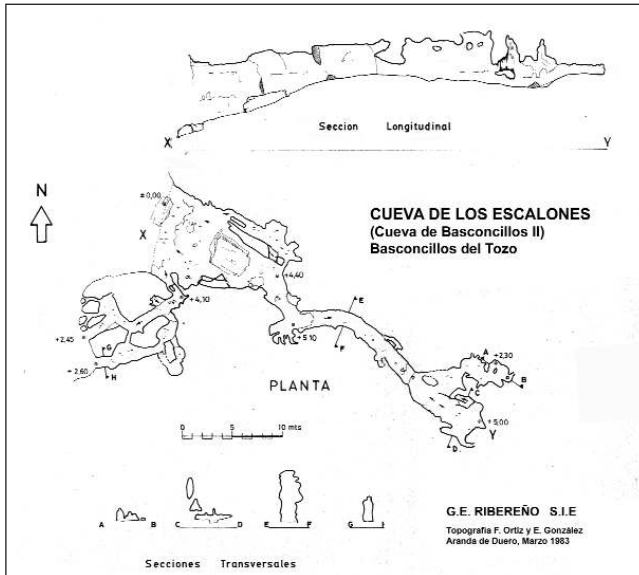 Seccion Longitudinal
X
Y
N
± 0,00
X
CUEVA DE LOS ESCALONES
(Cueva de Basconcillos II)
Basconcillos del Tozo
+ 4,40
+ 4,10
E
+ 5,10
F
+ 2,45
G
+ 2,60
H
A
+ 2,30
B
C
PLANTA
+ 5,00
Y
D
0 5 10 mts
A B C D E F G
Secciones Transversales
G.E. RIBEREÑO S.I.E
Topografía F. Ortiz y E. González
Aranda de Duero, Marzo 1983